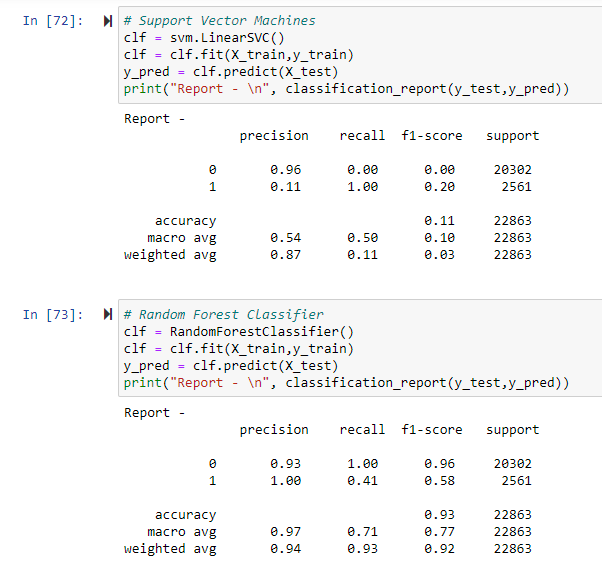 In [72]: # Support Vector Machines
clf = svm.LinearSVC()
clf = clf.fit(X_train,y_train)
y_pred = clf.predict(X_test)
print("Report - \n", classification_report(y_test,y_pred))
Report -
precision recall f1-score support
0 0.96 0.00 0.00 20302
1 0.11 1.00 0.20 2561
accuracy 0.11 22863
macro avg 0.54 0.50 0.10 22863
weighted avg 0.87 0.11 0.03 22863
In [73]: # Random Forest Classifier
clf = RandomForestClassifier()
clf = clf.fit(X_train,y_train)
y_pred = clf.predict(X_test)
print("Report - \n", classification_report(y_test,y_pred))
Report -
precision recall f1-score support
0 0.93 1.00 0.96 20302
1 1.00 0.41 0.58 2561
accuracy 0.93 22863
macro avg 0.97 0.71 0.77 22863
weighted avg 0.94 0.93 0.92 22863